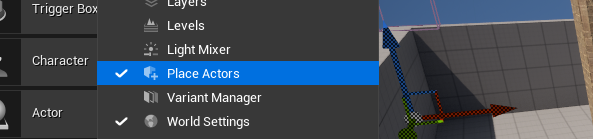 Layers
Trigger Box
Levels
Light Mixer
Character
Place Actors
Variant Manager
Actor
World Settings